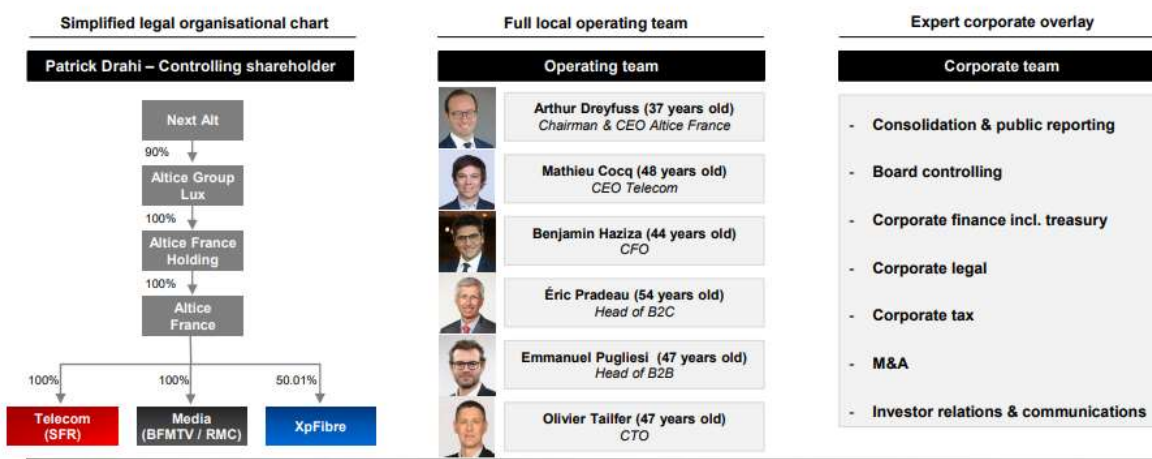 Simplified legal organisational chart
Patrick Drahi – Controlling shareholder
Next Alt
90%
Altice Group
Lux
100%
Altice France
Holding
100%
Altice
France
100%
100%
50.01%
Telecom
(SFR)
Media
(BFMTV / RMC)
XpFibre
Full local operating team
Operating team
Arthur Dreyfuss (37 years old)
Chairman & CEO Altice France
Mathieu Cocq (48 years old)
CEO Telecom
Benjamin Haziza (44 years old)
CFO
Éric Pradeau (54 years old)
Head of B2C
Emmanuel Pugliesi (47 years old)
Head of B2B
Olivier Tailfer (47 years old)
CTO
Expert corporate overlay
Corporate team
- Consolidation & public reporting
- Board controlling
- Corporate finance incl. treasury
- Corporate legal
- Corporate tax
- M&A
- Investor relations & communications